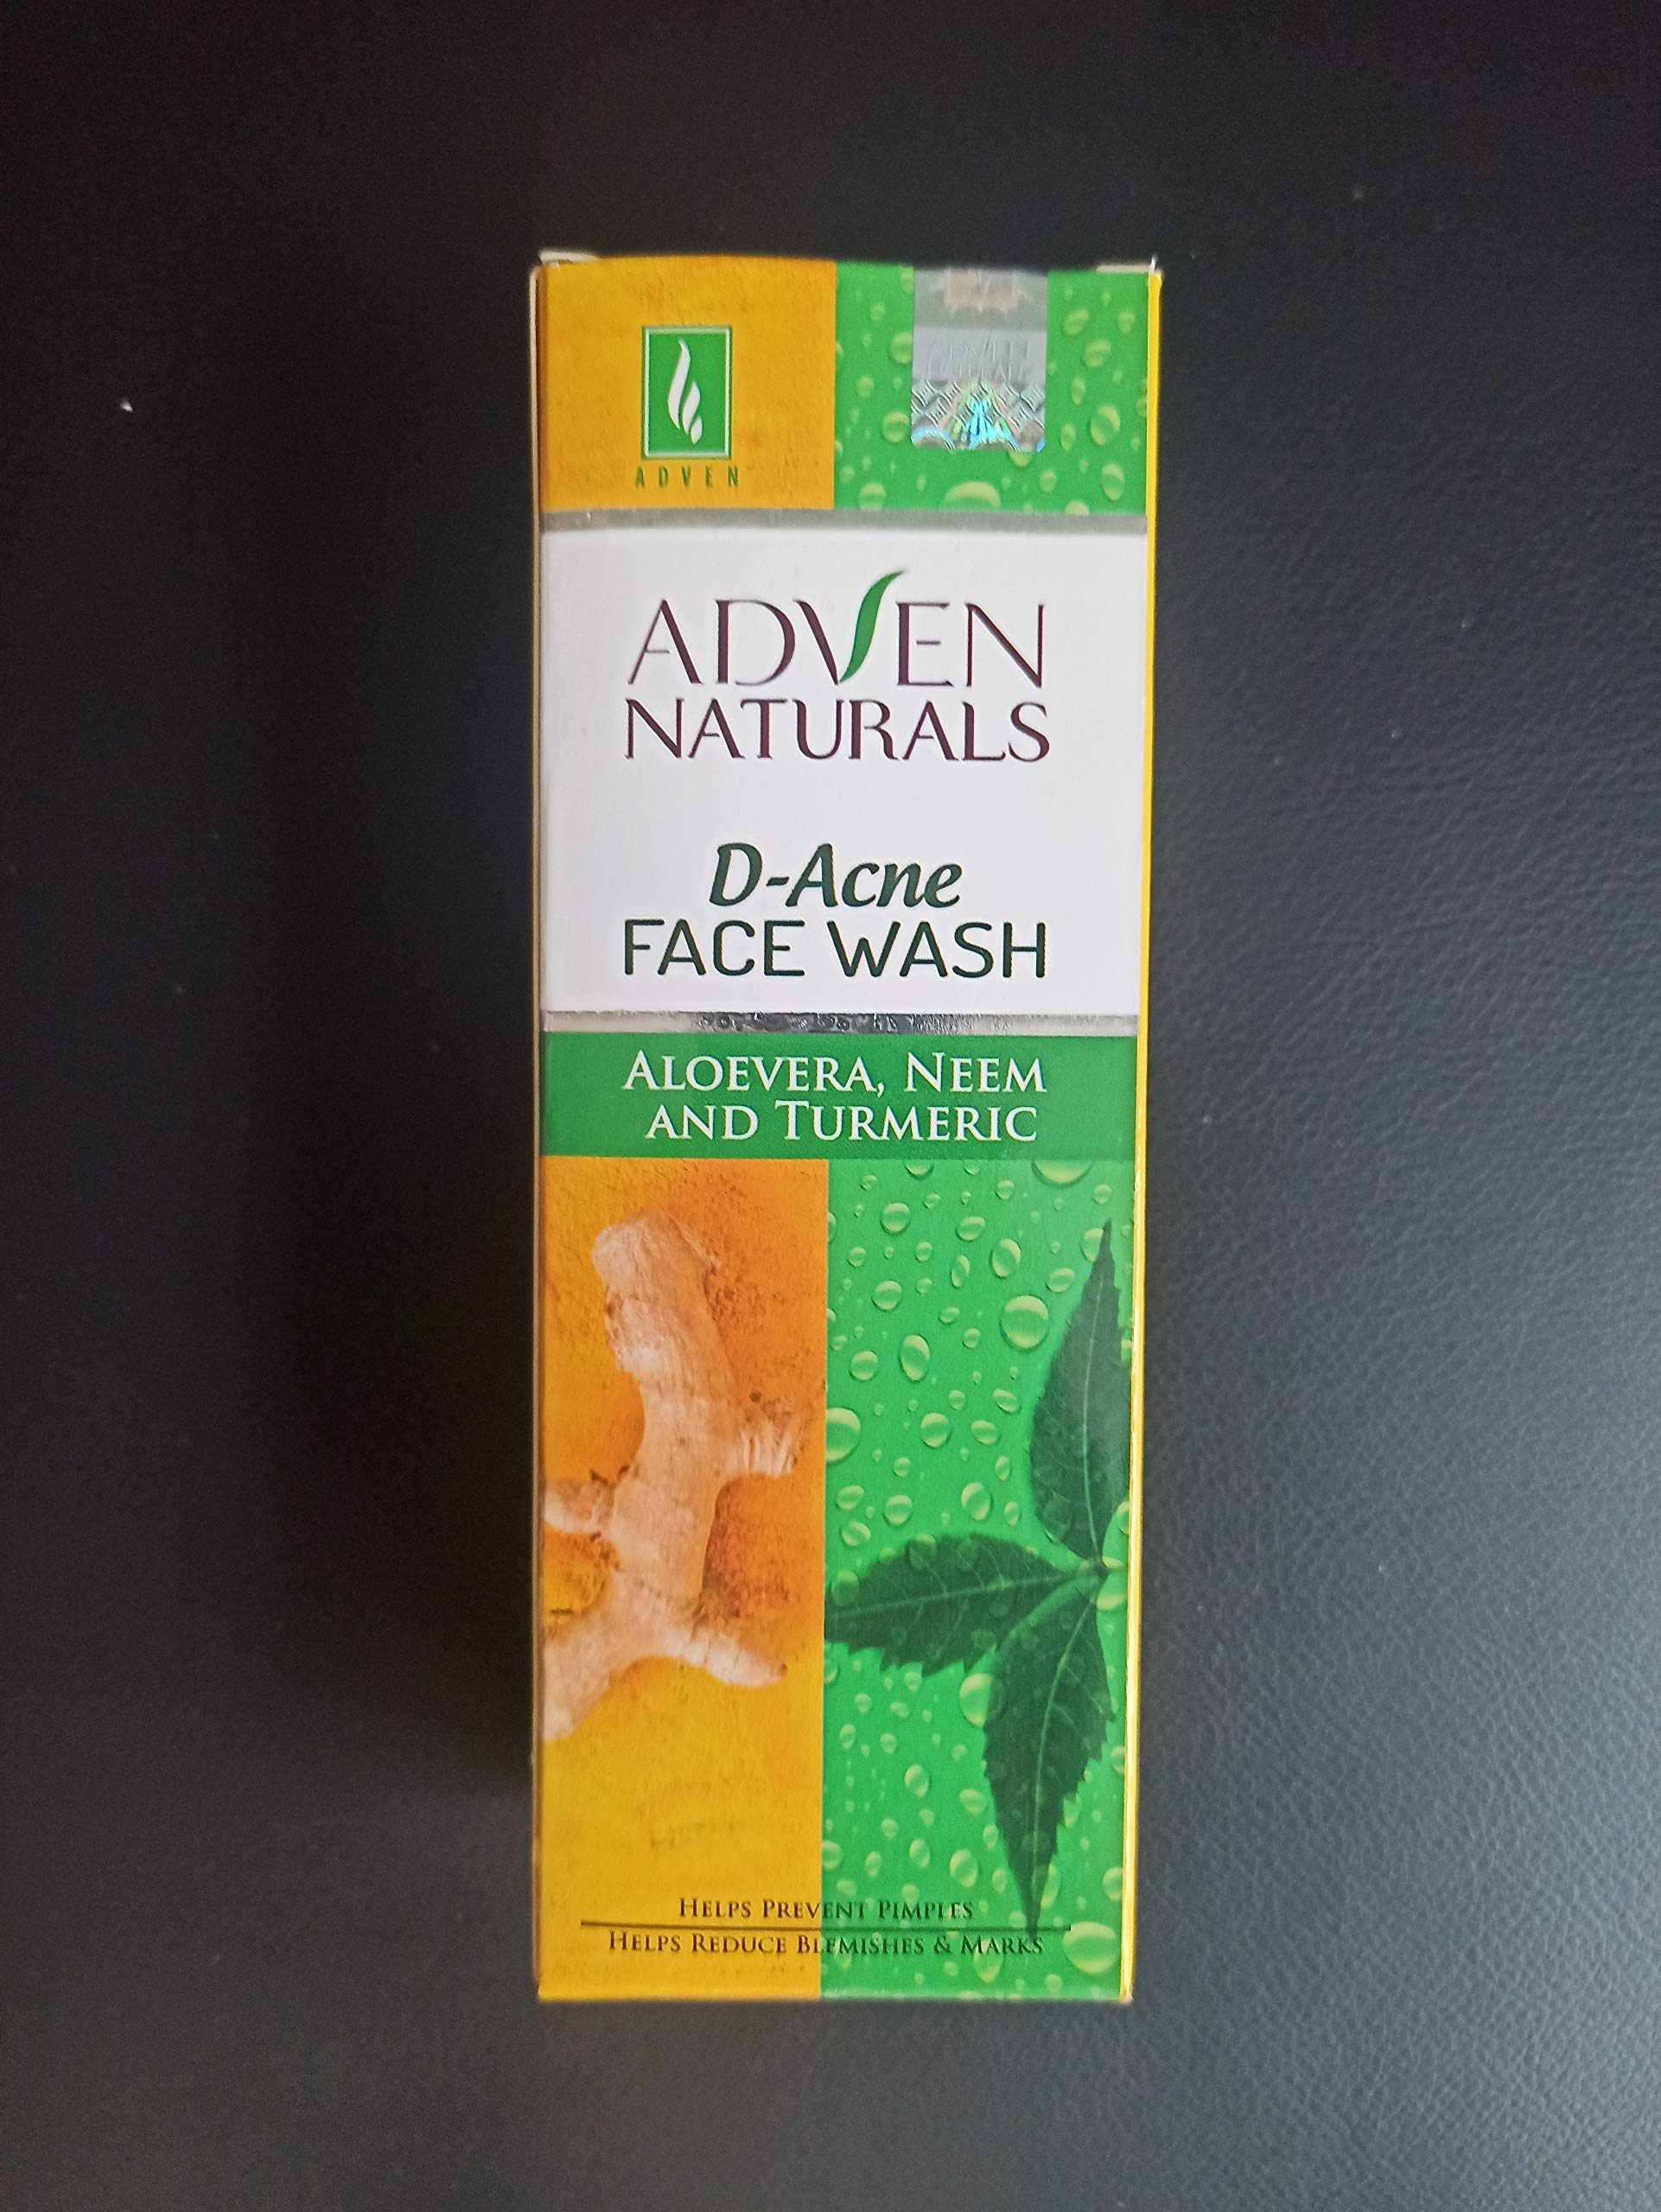 ADVEN
ADVEN
NATURALS
D-Acne
FACE WASH
ALOEVERA, NEEM
AND TURMERIC
HELPS PREVENT PIMPLES
HELPS REDUCE BLEMISHES & MARKS